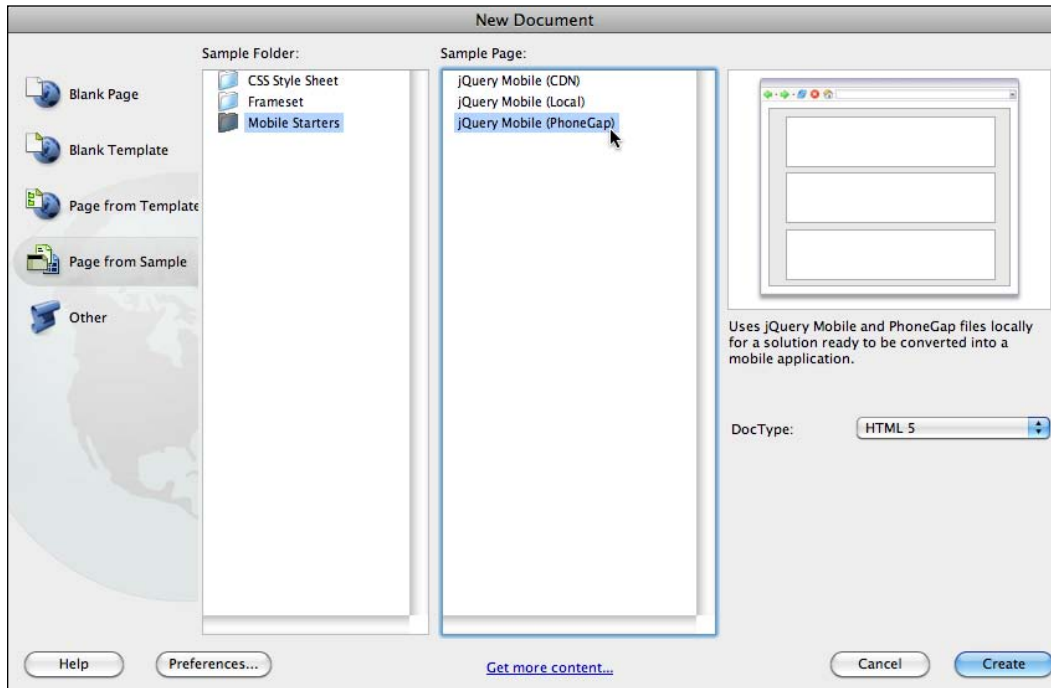 New Document
Sample Folder:
Sample Page:
Blank Page
Blank Template
Page from Template
Page from Sample
Other
CSS Style Sheet
Frameset
Mobile Starters
jQuery Mobile (CDN)
jQuery Mobile (Local)
jQuery Mobile (PhoneGap)
Uses jQuery Mobile and PhoneGap files locally
for a solution ready to be converted into a
mobile application.
DocType:
HTML 5
Help
Preferences...
Get more content...
Cancel
Create